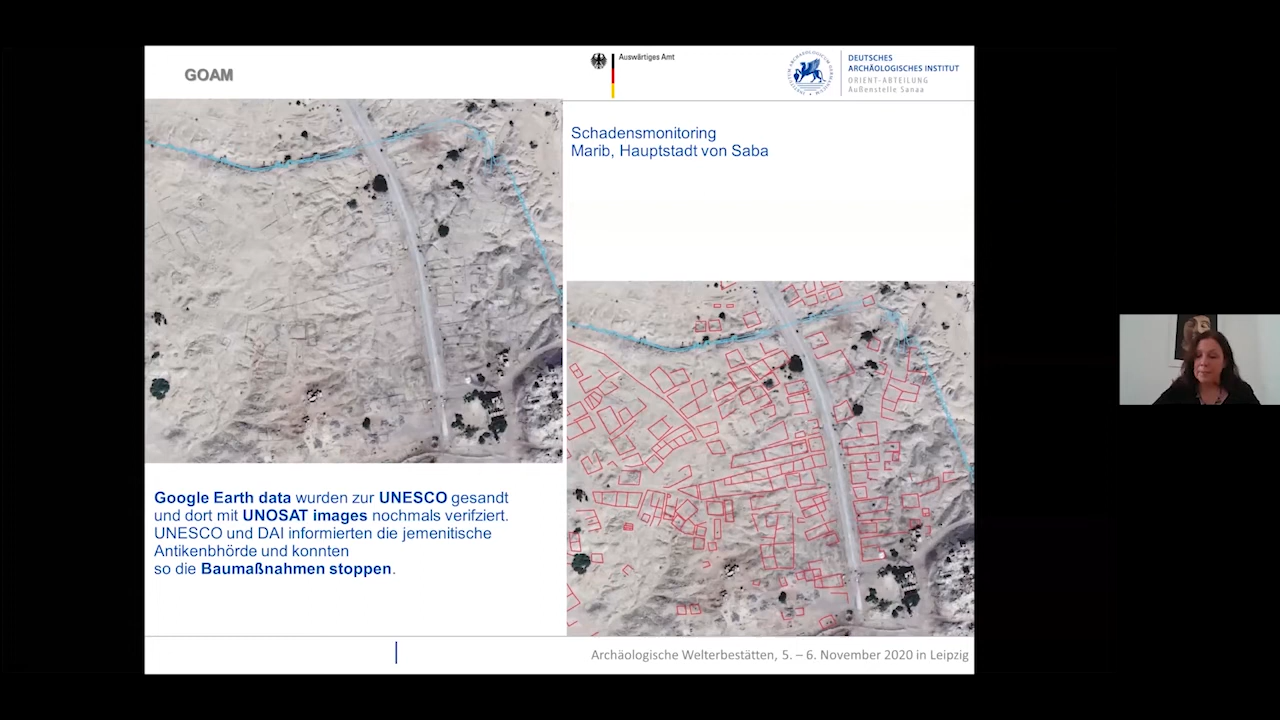 GOAM
Auswärtiges Amt
DEUTSCHES
ARCHÄOLOGISCHES INSTITUT
ORIENT-ABTEILUNG
Außenstelle Sanaa
Schadensmonitoring
Marib, Hauptstadt von Saba
Google Earth data wurden zur UNESCO gesandt
und dort mit UNOSAT images nochmals verifziert.
UNESCO und DAI informierten die jemenitische
Antikenbhörde und konnten
so die Baumaßnahmen stoppen.
Archäologische Welterbestätten, 5. – 6. November 2020 in Leipzig